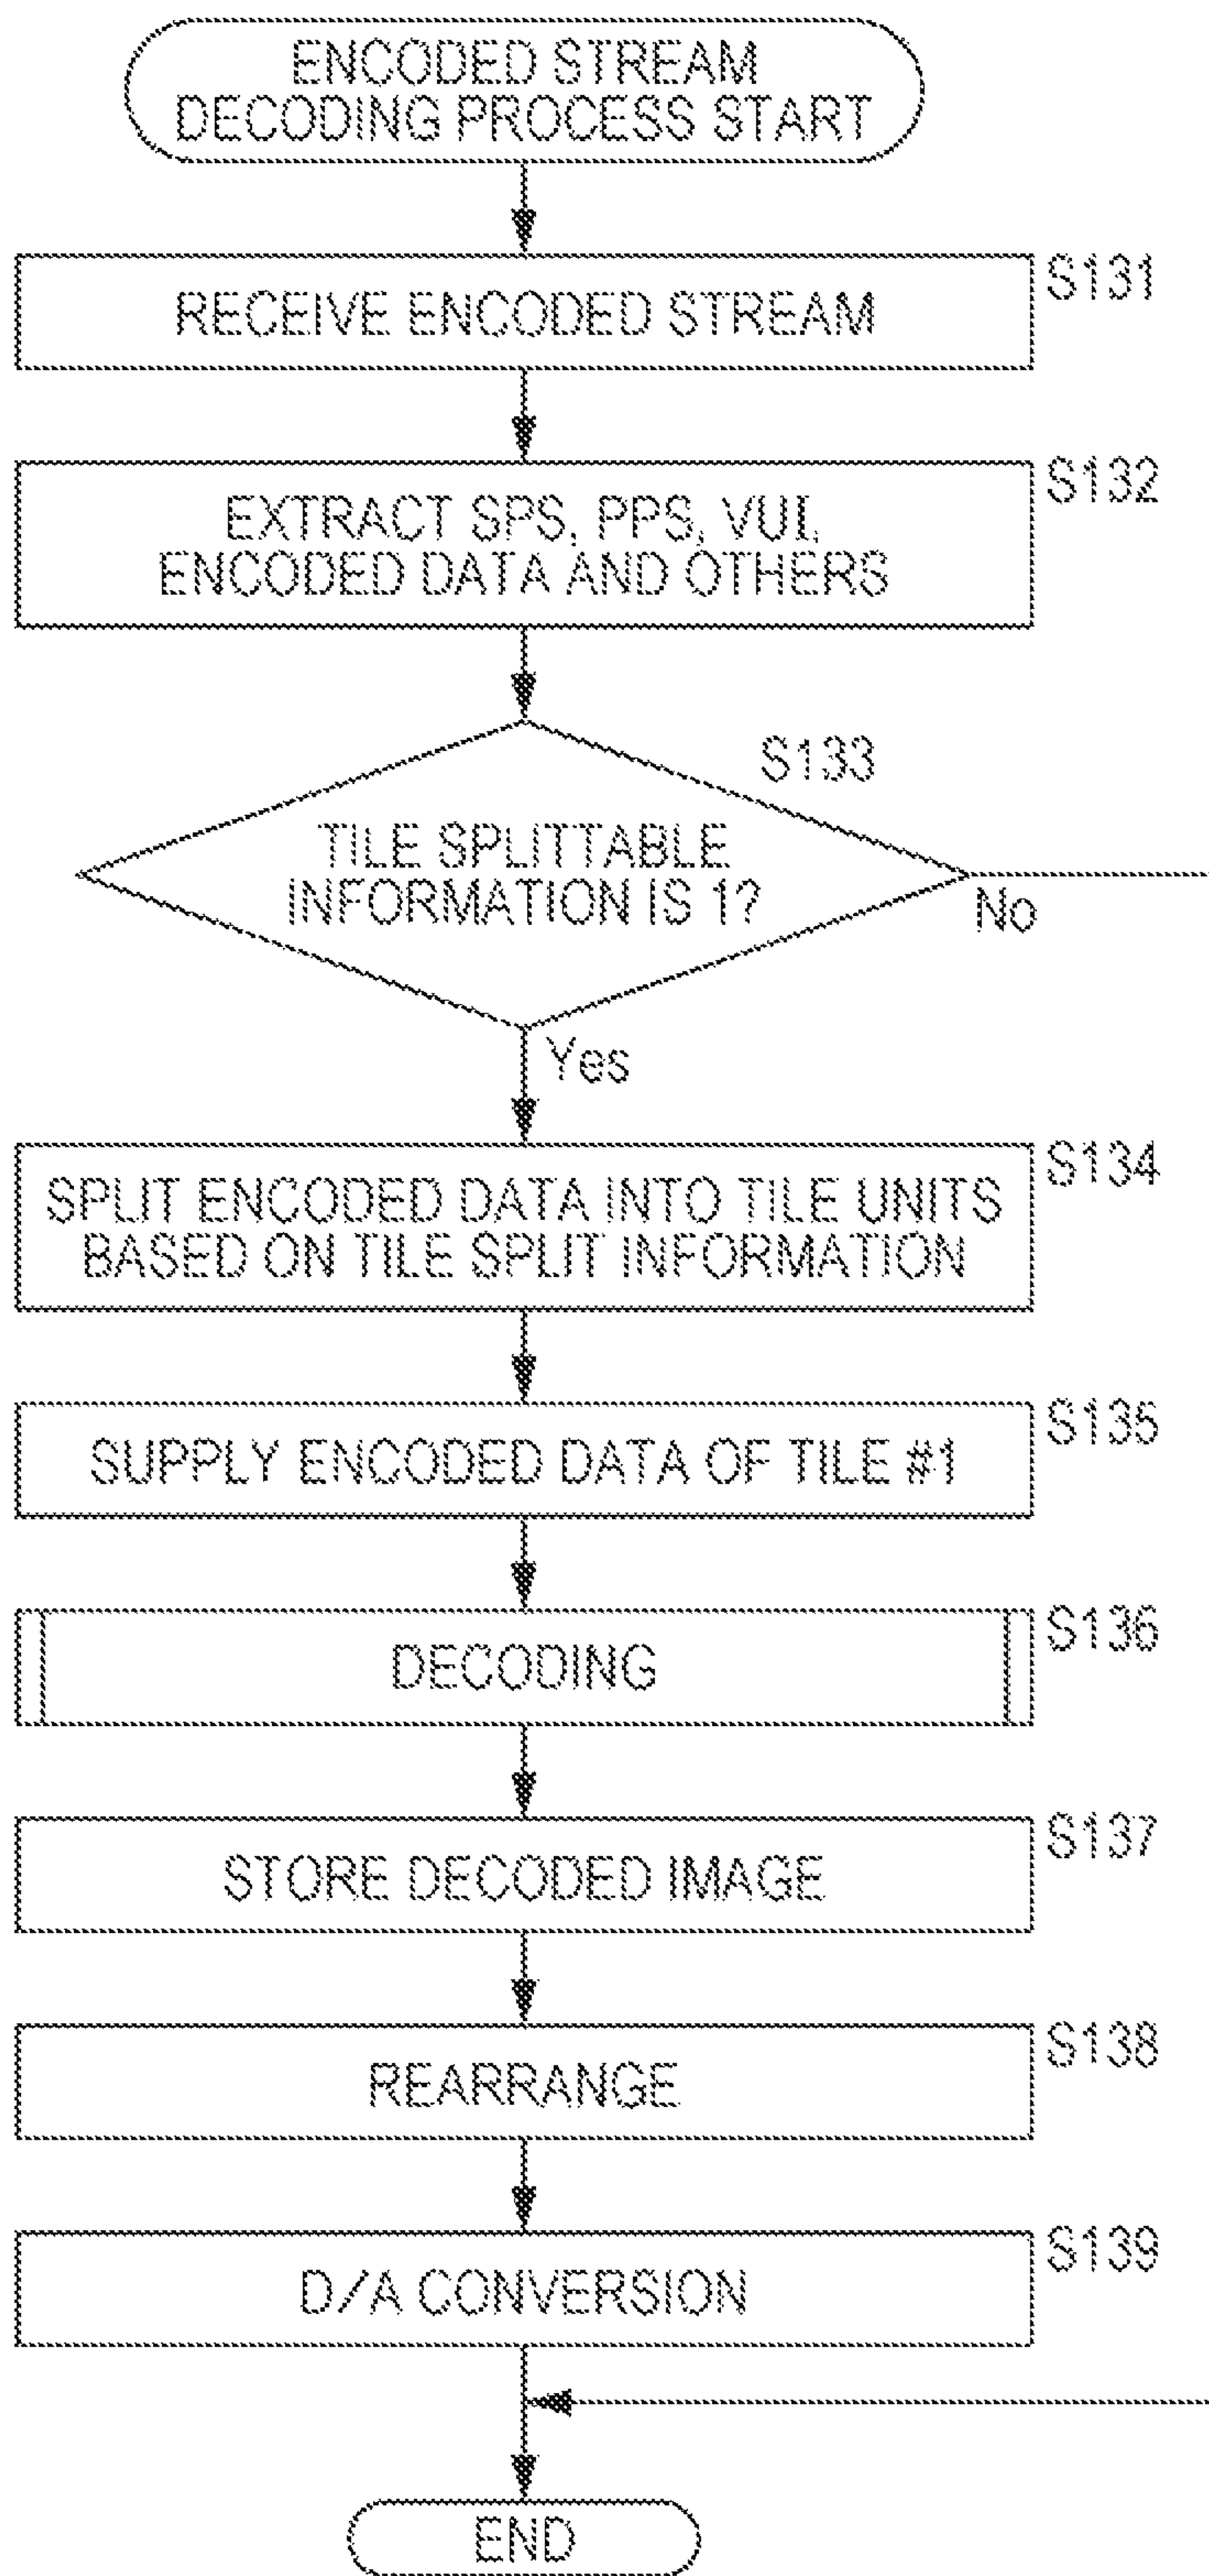 ENCODED STREAM
DECODING PROCESS START
S131
RECEIVE ENCODED STREAM
S132
EXTRACT SPS, PPS, VUI,
ENCODED DATA AND OTHERS
S133
TILE SPLITTABLE
INFORMATION IS 1?
No
Yes
S134
SPLIT ENCODED DATA INTO TILE UNITS
BASED ON TILE SPLIT INFORMATION
S135
SUPPLY ENCODED DATA OF TILE #1
S136
DECODING
S137
STORE DECODED IMAGE
S138
REARRANGE
S139
D/A CONVERSION
END